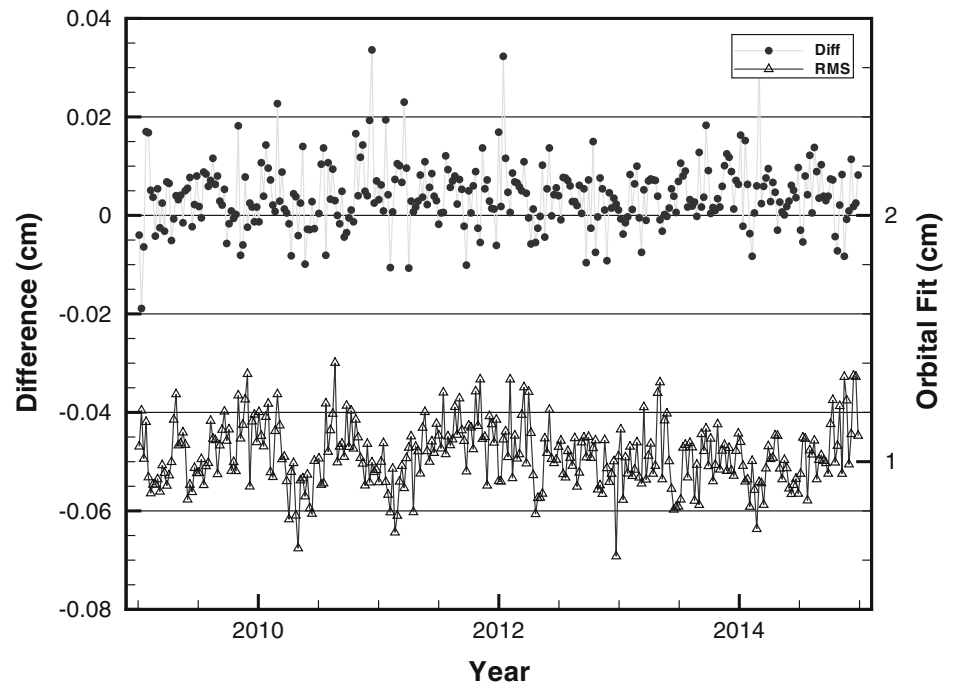 0.04
0.02
0
-0.02
-0.04
-0.06
-0.08
Difference (cm)
Diff
RMS
2
1
Orbital Fit (cm)
2010
2012
2014
Year